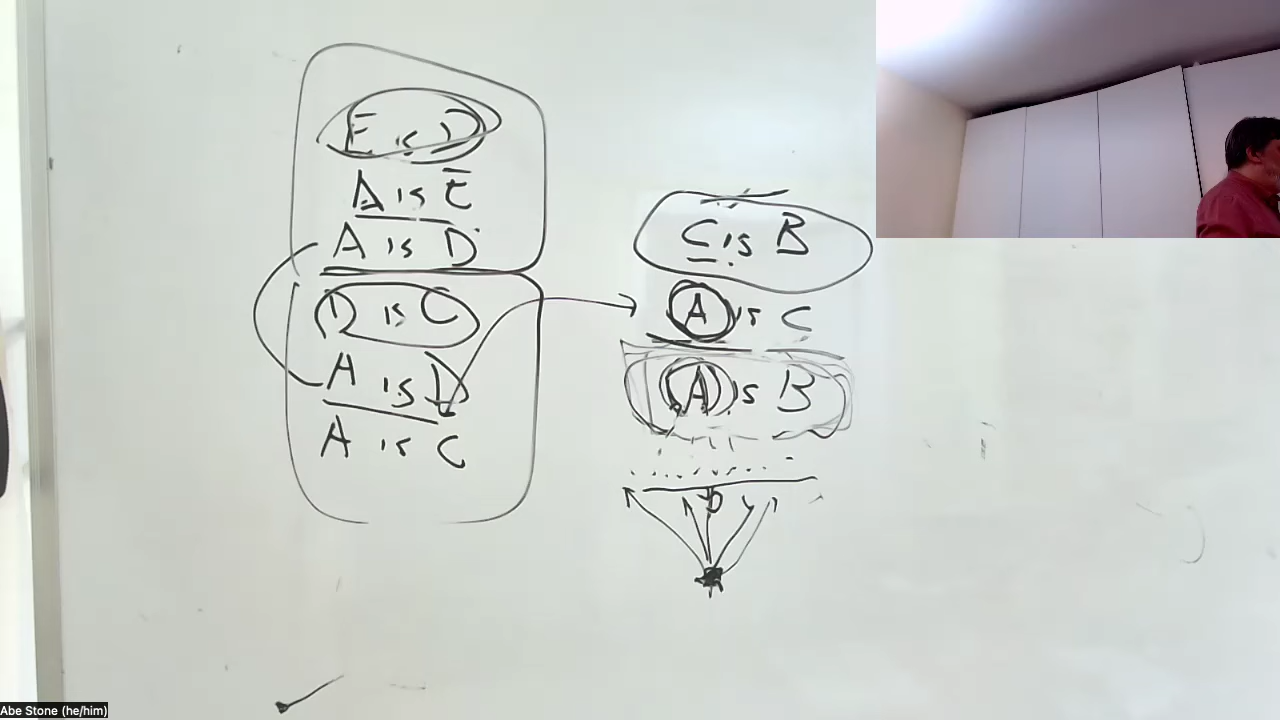 E is D
A is E
A is D
D is C
A is D
A is C
C is B
A is C
A is B
Abe Stone (he/him)